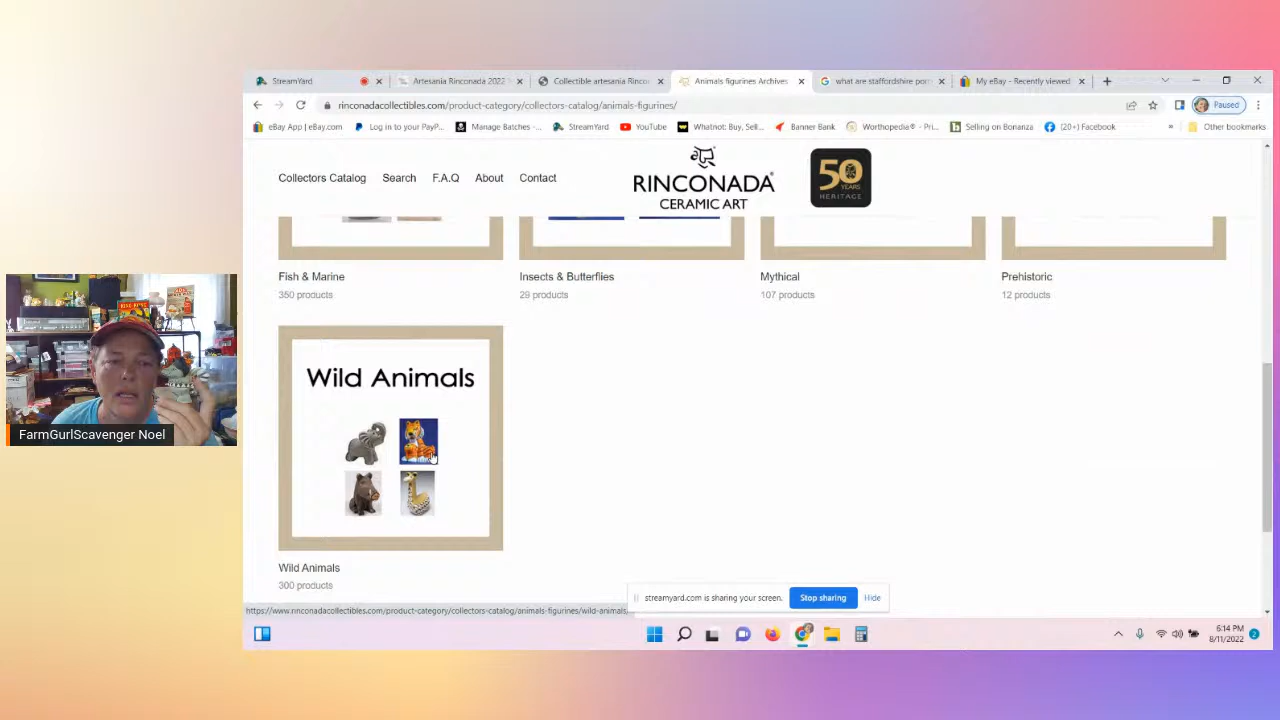 StreamYard
Artesania Rinconada 2022
Collectible artesania Rinco
Animals figurines Archives
what are staffordshire porc
My eBay - Recently viewed
rinconadacollectibles.com/product-category/collectors-catalog/animals-figurines/
Paused
eBay App | eBay.com
Log in to your PayP...
Manage Batches -...
StreamYard
YouTube
Whatnot: Buy, Sell...
Banner Bank
Worthopedia® - Pri...
Selling on Bonanza
(20+) Facebook
»
Other bookmarks
Collectors Catalog
Search
F.A.Q
About
Contact
RINCONADA
CERAMIC ART
50
YEARS
HERITAGE
Fish & Marine
350 products
Insects & Butterflies
29 products
Mythical
107 products
Prehistoric
12 products
Wild Animals
Wild Animals
300 products
https://www.rinconadacollectibles.com/product-category/collectors-catalog/animals-figurines/wild-animals/
streamyard.com is sharing your screen.
Stop sharing
Hide
6:14 PM
8/11/2022
2
FarmGurlScavenger Noel